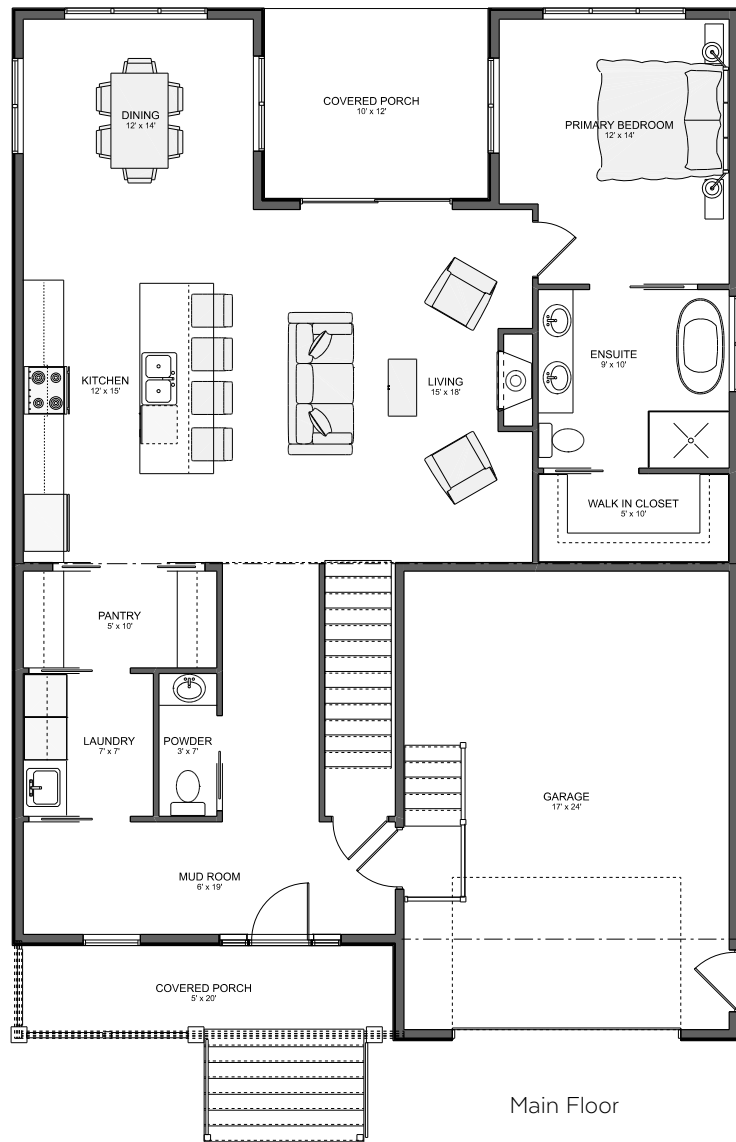 COVERED PORCH
10' x 12'
DINING
12' x 14'
PRIMARY BEDROOM
12' x 14'
ENSUITE
9' x 10'
KITCHEN
12' x 15'
LIVING
15' x 18'
WALK IN CLOSET
5' x 10'
PANTRY
5' x 10'
LAUNDRY
7' x 7'
POWDER
3' x 7'
GARAGE
17' x 24'
MUD ROOM
6' x 19'
COVERED PORCH
5' x 20'
Main Floor